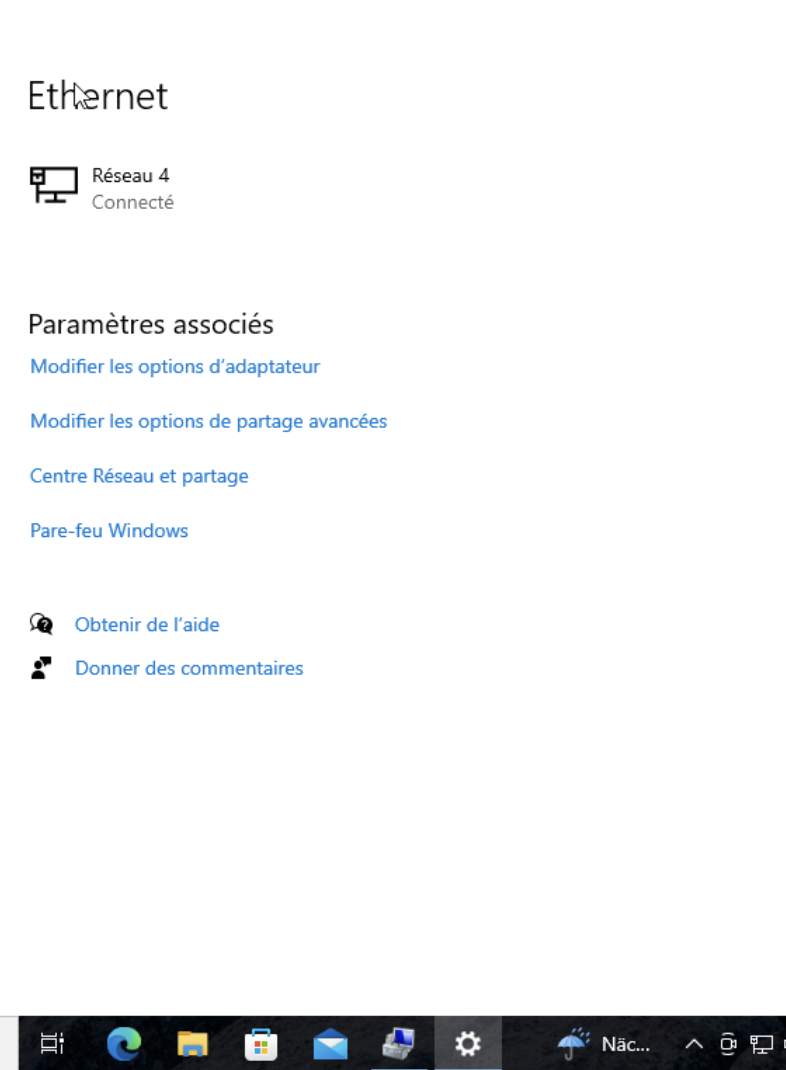 Ethernet
Réseau 4
Connecté
Paramètres associés
Modifier les options d'adaptateur
Modifier les options de partage avancées
Centre Réseau et partage
Pare-feu Windows
Obtenir de l'aide
Donner des commentaires
Näc...